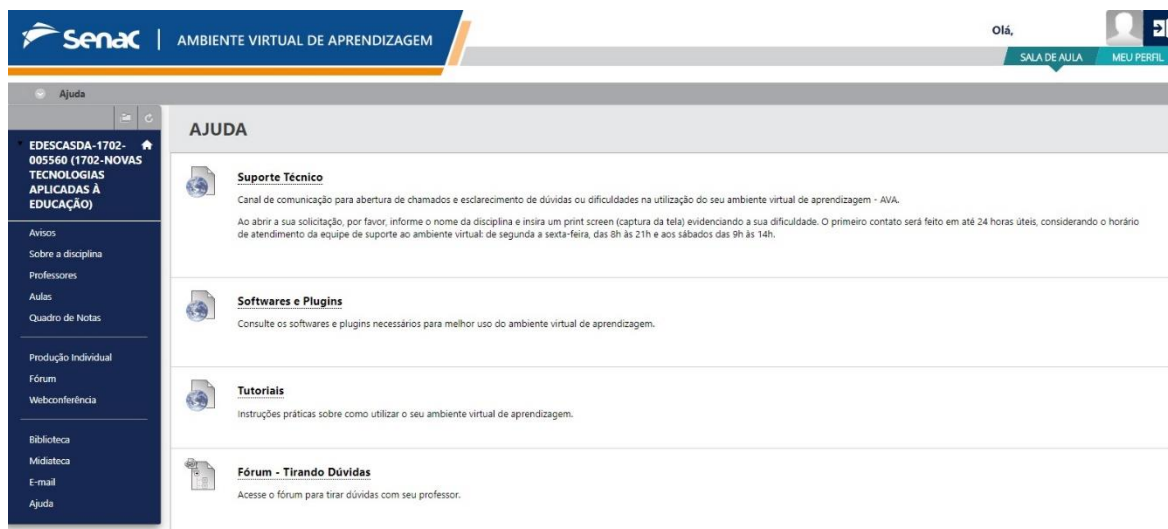 Senac | AMBIENTE VIRTUAL DE APRENDIZAGEM
Olá,
SALA DE AULA
MEU PERFIL
Ajuda
EDESCASDA-1702-
005560 (1702-NOVAS
TECNOLOGIAS
APLICADAS À
EDUCAÇÃO)
Avisos
Sobre a disciplina
Professores
Aulas
Quadro de Notas
Produção Individual
Fórum
Webconferência
Biblioteca
Midiateca
E-mail
Ajuda
AJUDA
Suporte Técnico
Canal de comunicação para abertura de chamados e esclarecimento de dúvidas ou dificuldades na utilização do seu ambiente virtual de aprendizagem - AVA.
Ao abrir a sua solicitação, por favor, informe o nome da disciplina e insira um print screen (captura da tela) evidenciando a sua dificuldade. O primeiro contato será feito em até 24 horas úteis, considerando o horário
de atendimento da equipe de suporte ao ambiente virtual: de segunda a sexta-feira, das 8h às 21h e aos sábados das 9h às 14h.
Softwares e Plugins
Consulte os softwares e plugins necessários para melhor uso do ambiente virtual de aprendizagem.
Tutoriais
Instruções práticas sobre como utilizar o seu ambiente virtual de aprendizagem.
Fórum - Tirando Dúvidas
Acesse o fórum para tirar dúvidas com seu professor.